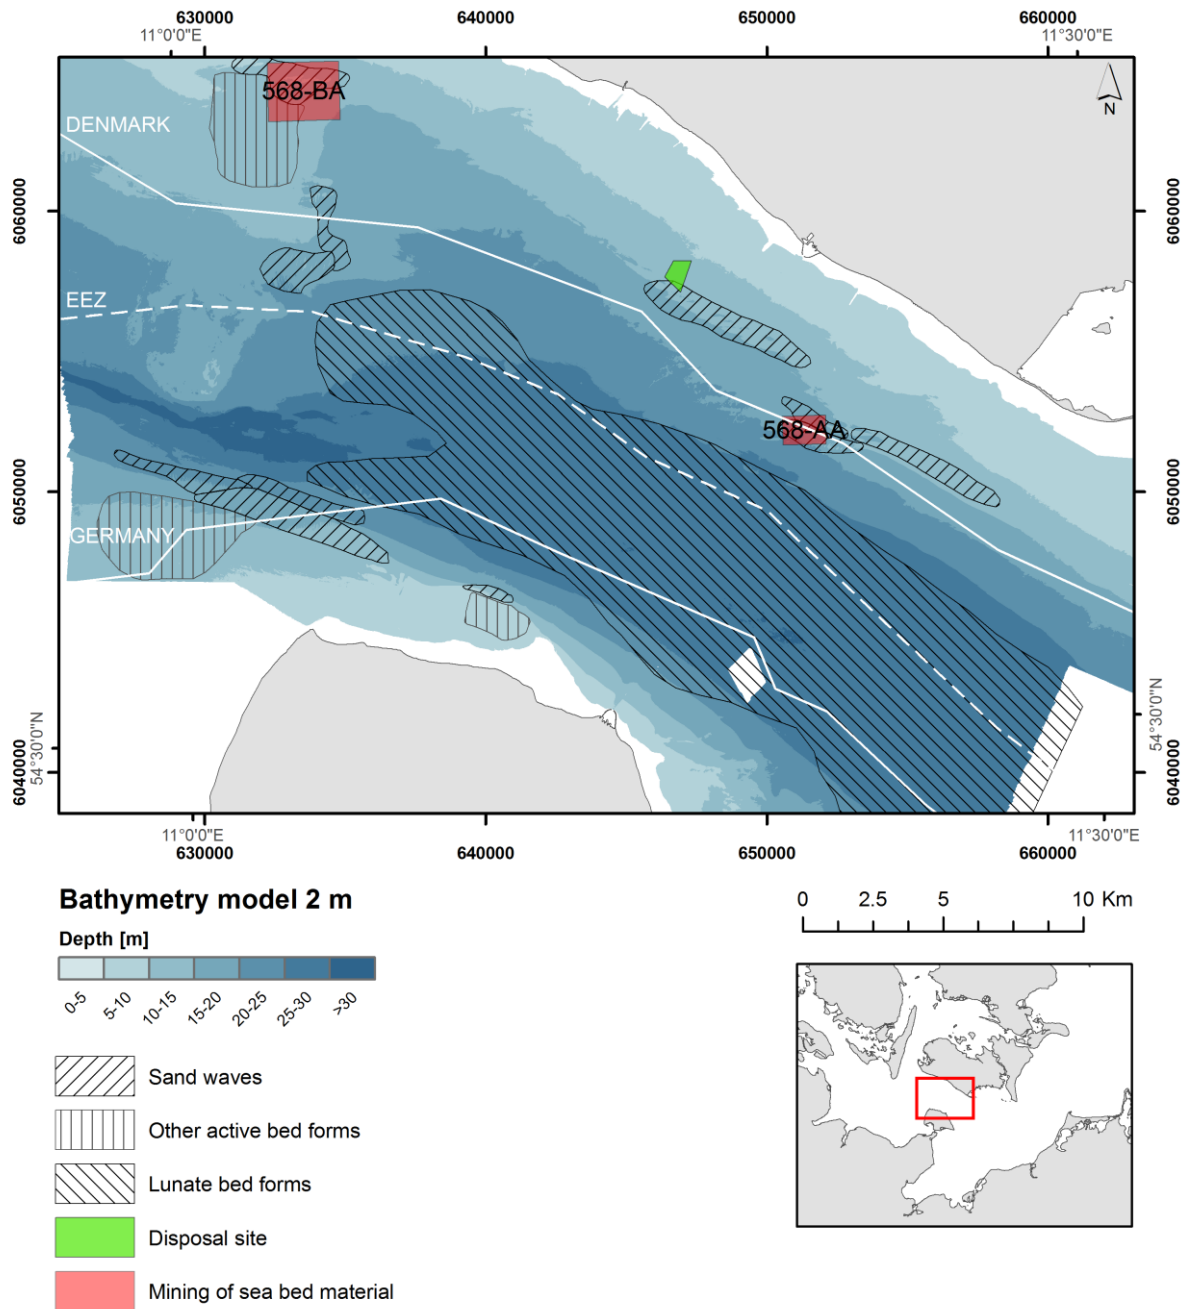 630000 640000 650000 660000
11°0'0"E 11°30'0"E
568-BA
N
DENMARK
6060000 6060000
EEZ
568-AA
6050000 6050000
GERMANY
54°30'0"N 54°30'0"N
6040000 6040000
11°0'0"E 11°30'0"E
630000 640000 650000 660000
Bathymetry model 2 m
Depth [m]
0-5 5-10 10-15 15-20 20-25 25-30 >30
0 2.5 5 10 Km
Sand waves
Other active bed forms
Lunate bed forms
Disposal site
Mining of sea bed material